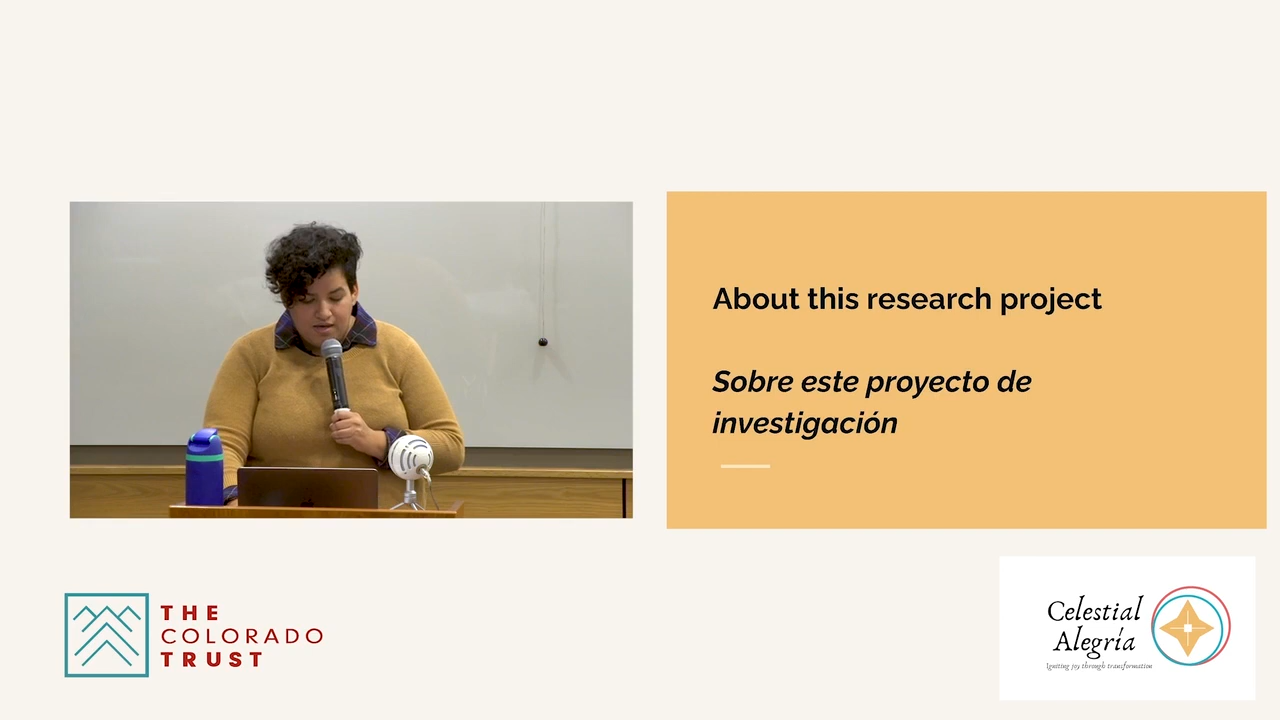 About this research project
Sobre este proyecto de
investigación
THE
COLORADO
TRUST
Celestial
Alegría
Igniting joy through transformation